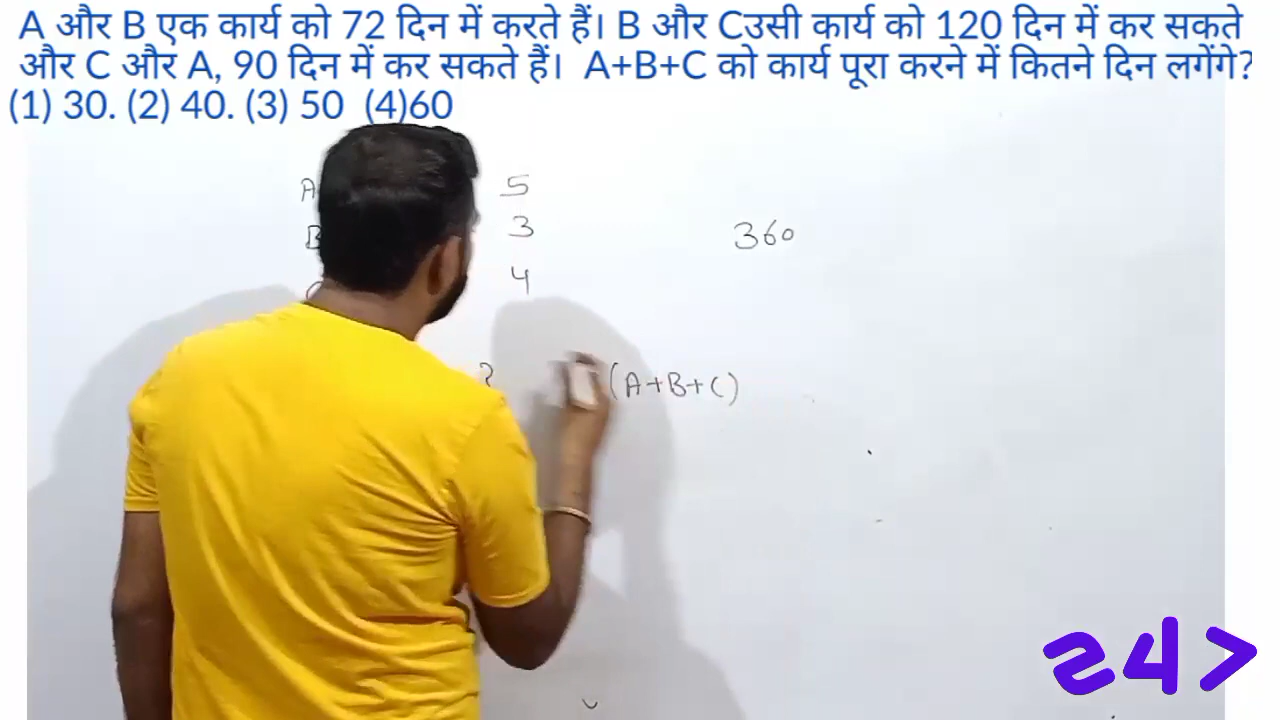 A और B एक कार्य को 72 दिन में करते हैं। B और Cउसी कार्य को 120 दिन में कर सकते
और C और A, 90 दिन में कर सकते हैं। A+B+C को कार्य पूरा करने में कितने दिन लगेंगे?
(1) 30. (2) 40. (3) 50 (4)60
A 5
B 3 360
4
? (A+B+C)
247